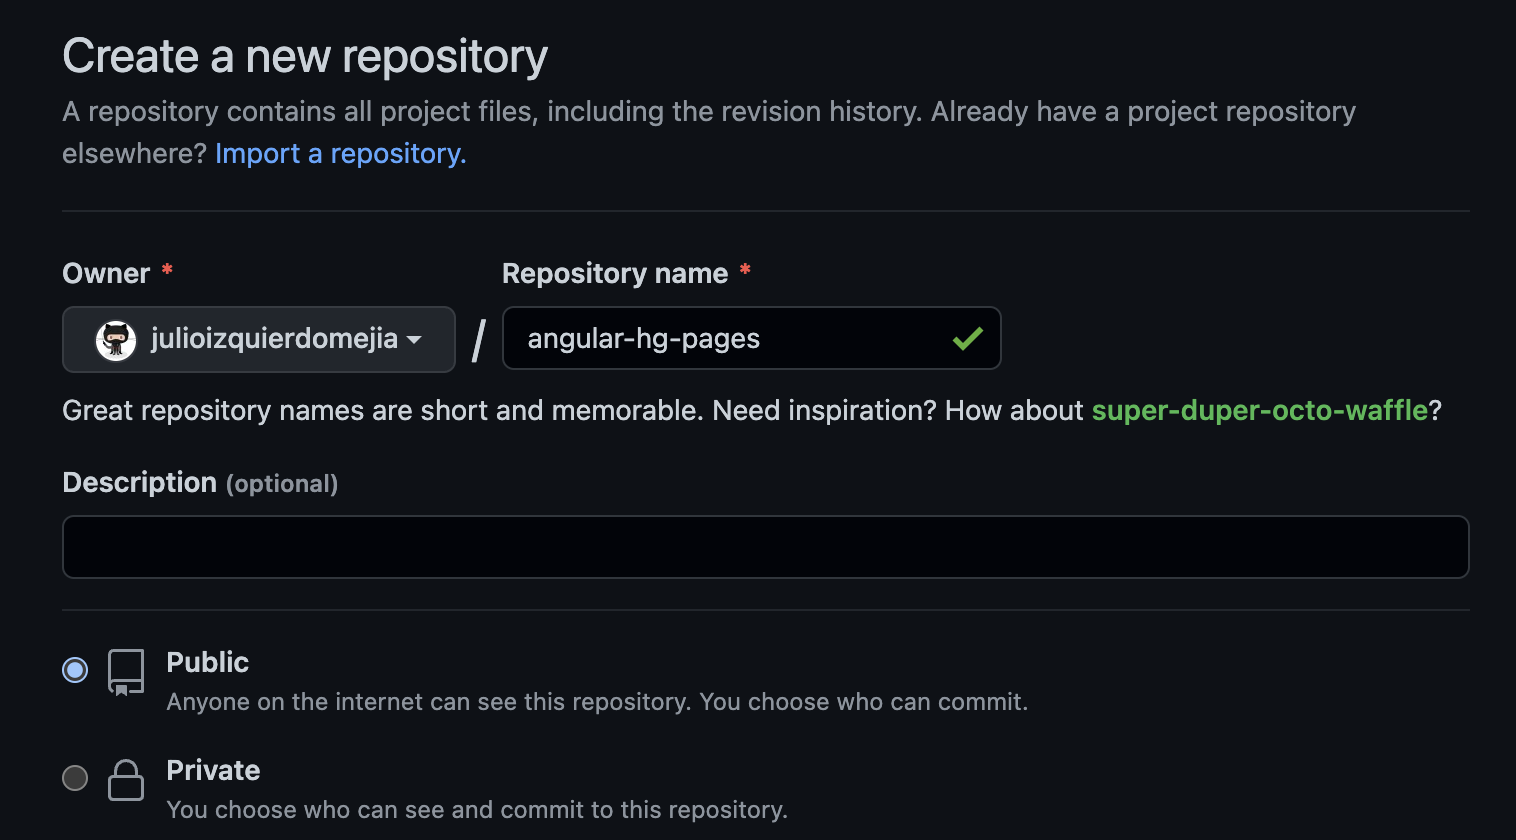 Create a new repository
A repository contains all project files, including the revision history. Already have a project repository
elsewhere? Import a repository.
Owner * Repository name *
julioizquierdomejia / angular-hg-pages
Great repository names are short and memorable. Need inspiration? How about super-duper-octo-waffle?
Description (optional)
Public
Anyone on the internet can see this repository. You choose who can commit.
Private
You choose who can see and commit to this repository.